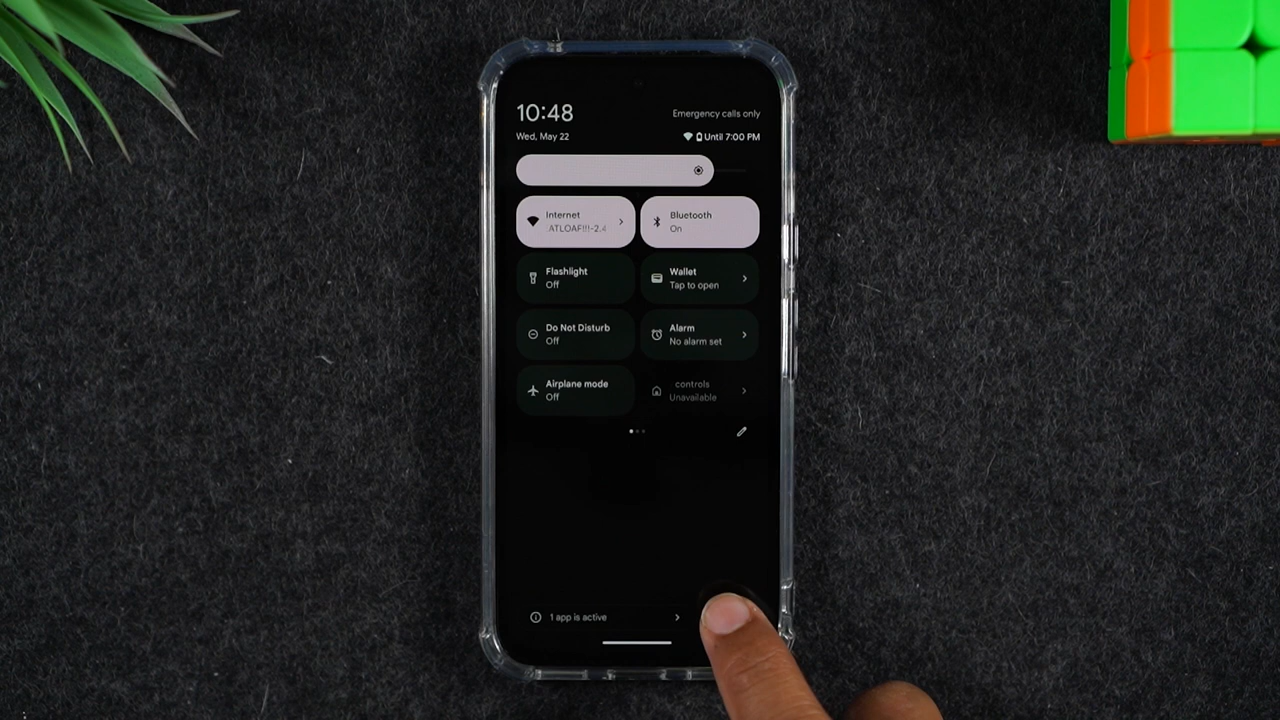 10:48
Emergency calls only
Wed, May 22
Until 7:00 PM
Internet
ATLOAF!!!-2.4
Bluetooth
On
Flashlight
Off
Wallet
Tap to open
Do Not Disturb
Off
Alarm
No alarm set
Airplane mode
Off
controls
Unavailable
1 app is active